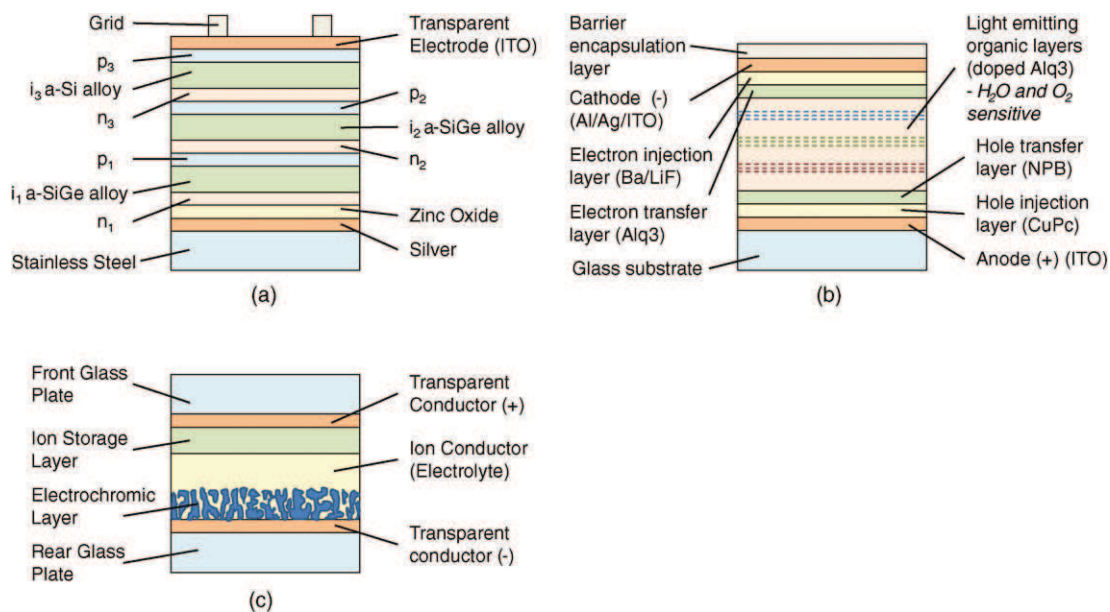 Grid
Transparent
Electrode (ITO)
p3
i3 a-Si alloy
n3
p2
i2 a-SiGe alloy
n2
p1
i1 a-SiGe alloy
n1
Zinc Oxide
Silver
Stainless Steel
(a)
Barrier
encapsulation
layer
Cathode (-)
(Al/Ag/ITO)
Electron injection
layer (Ba/LiF)
Electron transfer
layer (Alq3)
Glass substrate
Light emitting
organic layers
(doped Alq3)
- H2O and O2
sensitive
Hole transfer
layer (NPB)
Hole injection
layer (CuPc)
Anode (+) (ITO)
(b)
Front Glass
Plate
Ion Storage
Layer
Electrochromic
Layer
Rear Glass
Plate
Transparent
Conductor (+)
Ion Conductor
(Electrolyte)
Transparent
conductor (-)
(c)